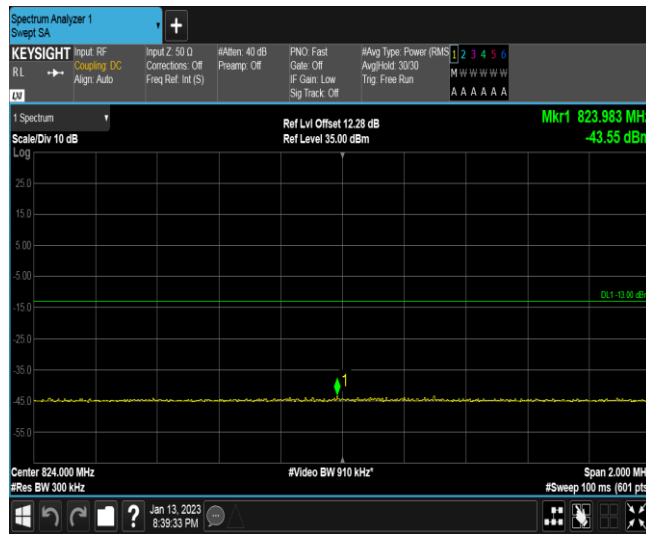 Spectrum Analyzer 1
Swept SA
+
KEYSIGHT
RL
LXI
Input: RF
Coupling: DC
Align: Auto
Input Z: 50 Ω
Corrections: Off
Freq Ref: Int (S)
#Atten: 40 dB
Preamp: Off
PNO: Fast
Gate: Off
IF Gain: Low
Sig Track: Off
#Avg Type: Power (RMS
Avg|Hold: 30/30
Trig: Free Run
1 2 3 4 5 6
M W W W W W
A A A A A A
1 Spectrum
Scale/Div 10 dB
Log
Ref Lvl Offset 12.28 dB
Ref Level 35.00 dBm
Mkr1 823.983 MHz
-43.55 dBm
25.0
15.0
5.00
-5.00
DL1 -13.00 dBm
-15.0
-25.0
-35.0
1
-45.0
-55.0
Center 824.000 MHz
#Res BW 300 kHz
#Video BW 910 kHz*
Span 2.000 MH
#Sweep 100 ms (601 pts
?
Jan 13, 2023
8:39:33 PM